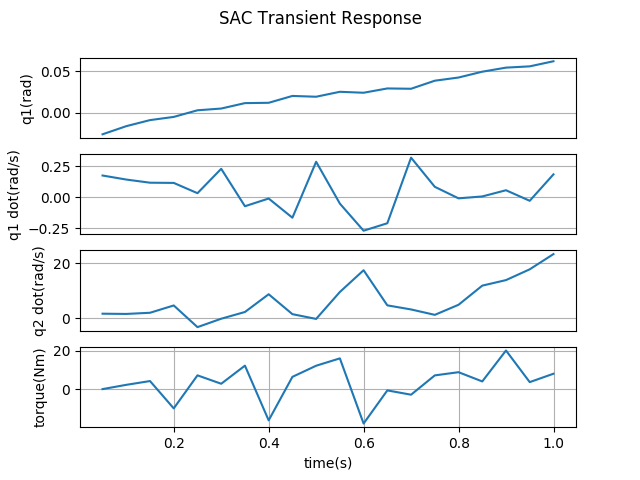 SAC Transient Response
q1(rad)
0.05
0.00
q1 dot(rad/s)
0.25
0.00
−0.25
q2 dot(rad/s)
20
0
torque(Nm)
20
0
0.2 0.4 0.6 0.8 1.0
time(s)